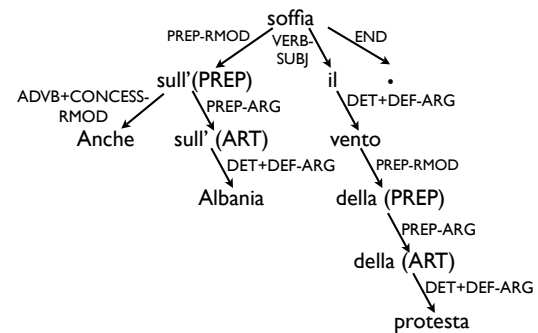 soffia
PREP-RMOD VERB-SUBJ END
sull'(PREP) il .
ADVB+CONCESS-RMOD PREP-ARG DET+DEF-ARG
Anche sull' (ART) vento
DET+DEF-ARG PREP-RMOD
Albania della (PREP)
PREP-ARG
della (ART)
DET+DEF-ARG
protesta